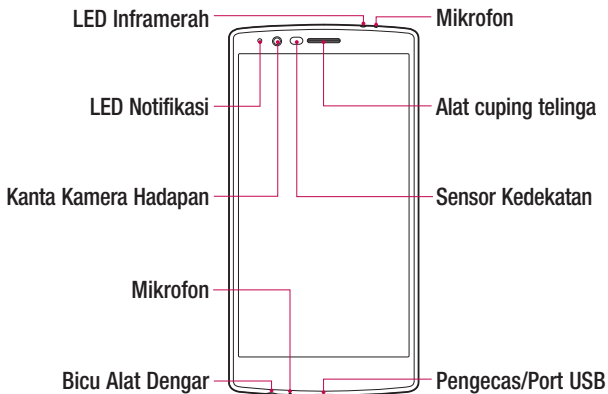 LED Inframerah
Mikrofon
LED Notifikasi
Alat cuping telinga
Kanta Kamera Hadapan
Sensor Kedekatan
Mikrofon
Bicu Alat Dengar
Pengecas/Port USB